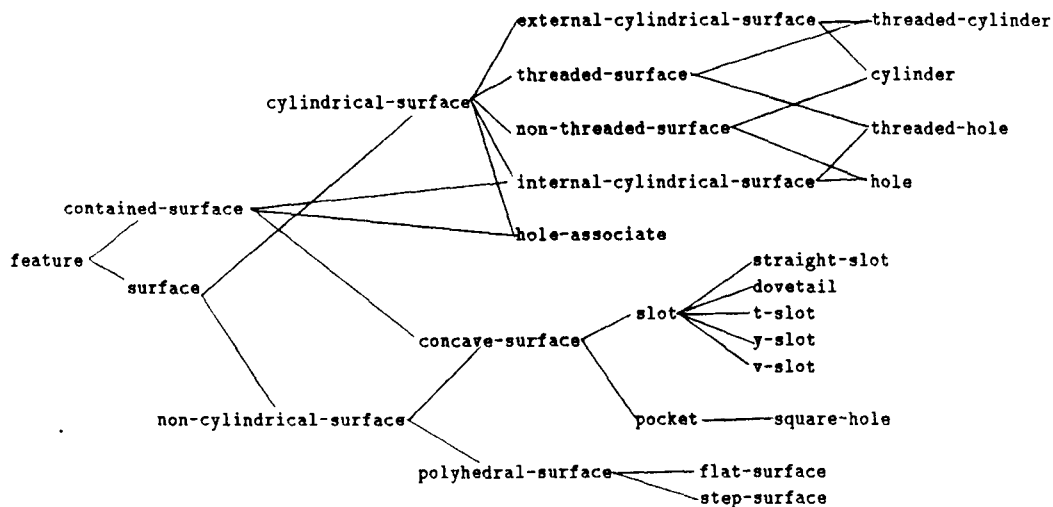 external-cylindrical-surface
threaded-cylinder
threaded-surface
cylinder
cylindrical-surface
non-threaded-surface
threaded-hole
internal-cylindrical-surface
hole
contained-surface
hole-associate
feature
straight-slot
surface
dovetail
slot
t-slot
concave-surface
y-slot
v-slot
non-cylindrical-surface
pocket
square-hole
polyhedral-surface
flat-surface
step-surface